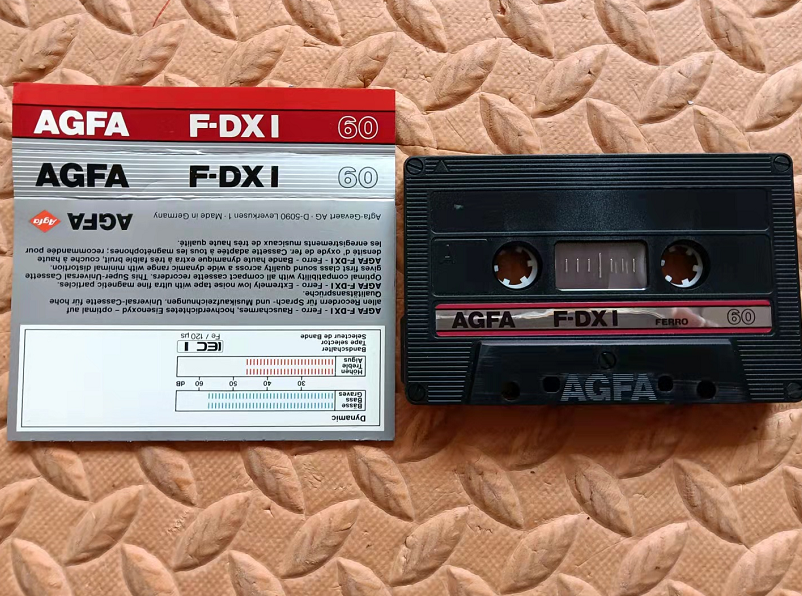 AGFA F-DX I 60
AGFA F-DX I 60
Agfa AGFA Agfa-Gevaert AG · D-5090 Leverkusen 1 · Made in Germany
AGFA F-DX I - Ferro - Rauscharmes, hochverdichtetes Eisenoxyd – optimal auf
allen Recordern für Sprach- und Musikaufzeichnungen. Universal-Cassette für hohe
Qualitätsansprüche.
AGFA F-DX I - Ferro - Extremely low noise tape with ultra fine magnetic particles.
Optimal compatibility with all compact cassette recorders. This Super-Universal Cassette
gives first class sound quality across a wide dynamic range with minimal distortion.
AGFA F-DX I - Ferro - Bande haute dynamique extra à très faible bruit, couche à haute
densité d'oxyde de fer. Cassette adaptée à tous les magnétophones; recommandée pour
les enregistrements musicaux de très haute qualité.
Dynamic
Bässe
Bass
Graves
30 40 50 60 dB
Höhen
Treble
Aigus
Bandschalter
Tape selector
Sélecteur de Bande
IEC I
Fe / 120 µs
AGFA F-DX I FERRO 60
AGFA